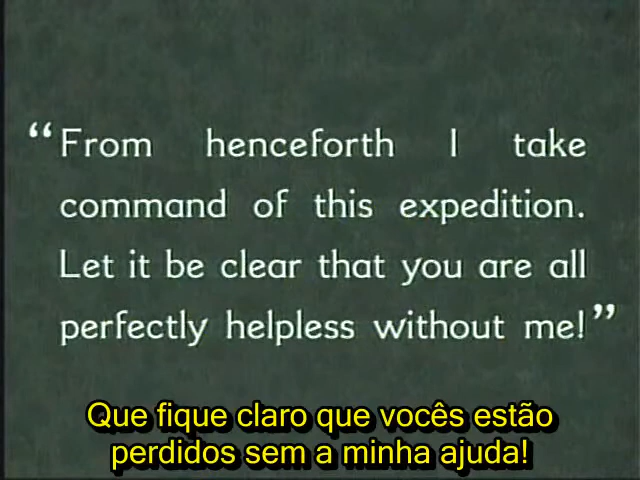 “From henceforth I take
command of this expedition.
Let it be clear that you are all
perfectly helpless without me!”
Que fique claro que vocês estão
perdidos sem a minha ajuda!